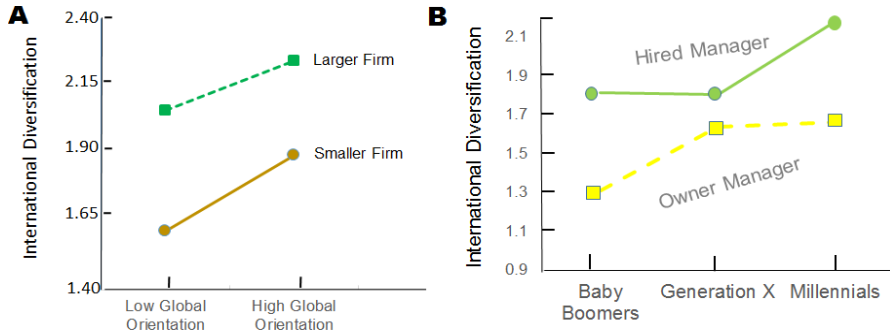 A
International Diversification
2.40
2.15
1.90
1.65
1.40
Larger Firm
Smaller Firm
Low Global
Orientation
High Global
Orientation
B
International Diversification
2.1
1.9
1.7
1.5
1.3
1.1
0.9
Hired Manager
Owner Manager
Baby
Boomers
Generation X
Millennials